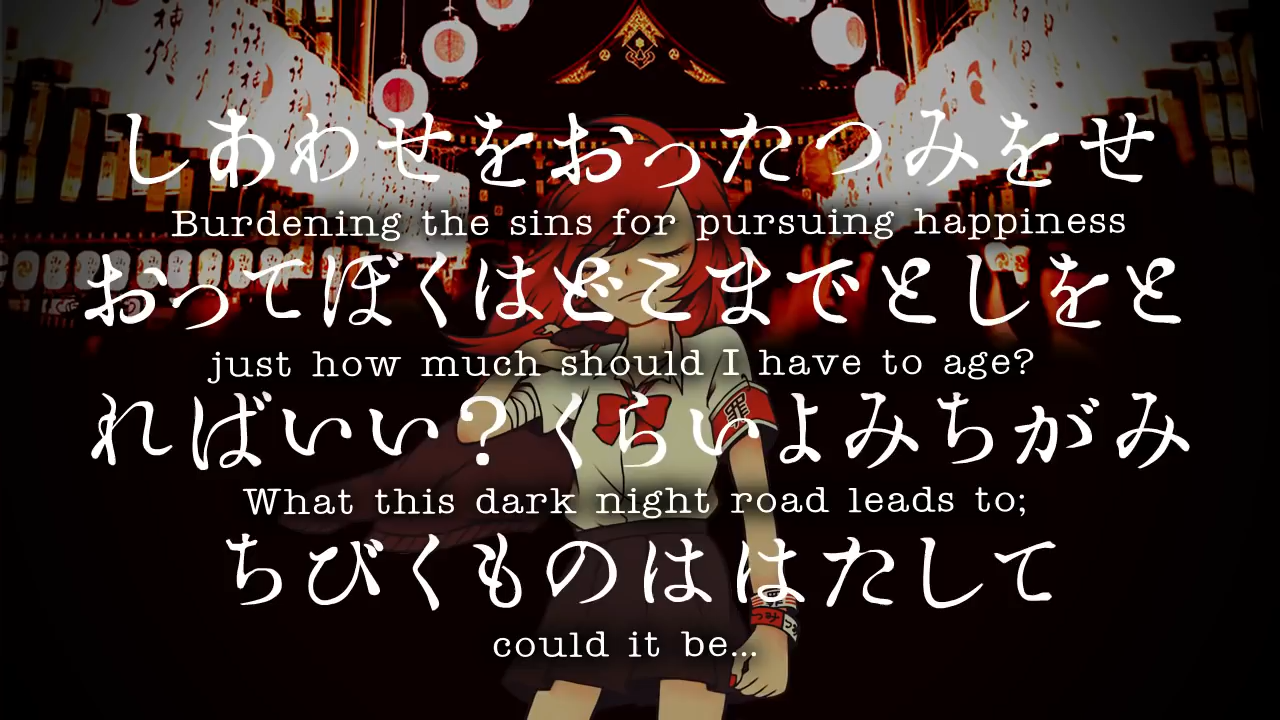 しあわせをおったつみをせ
Burdening the sins for pursuing happiness
おってぼくはどこまでとしをと
just how much should I have to age?
ればいい？くらいよみちがみ
What this dark night road leads to;
ちびくものははたして
could it be...
罪
つみ